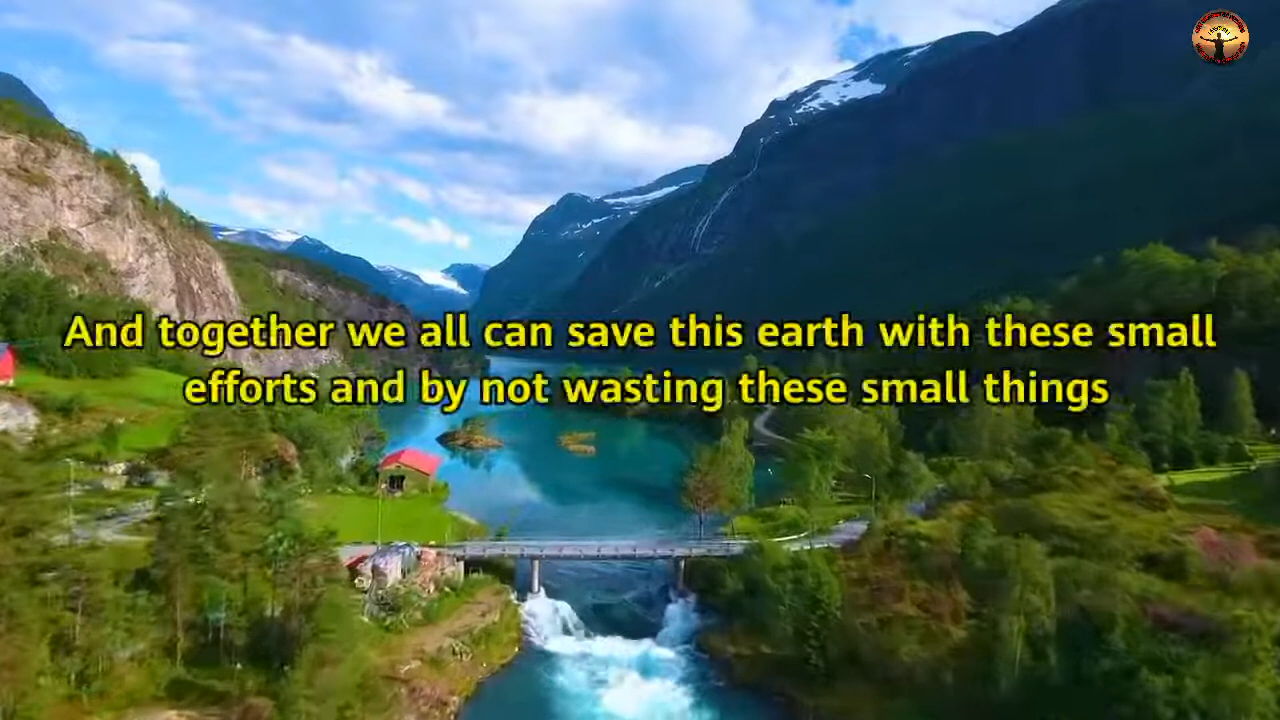 And together we all can save this earth with these small
efforts and by not wasting these small things